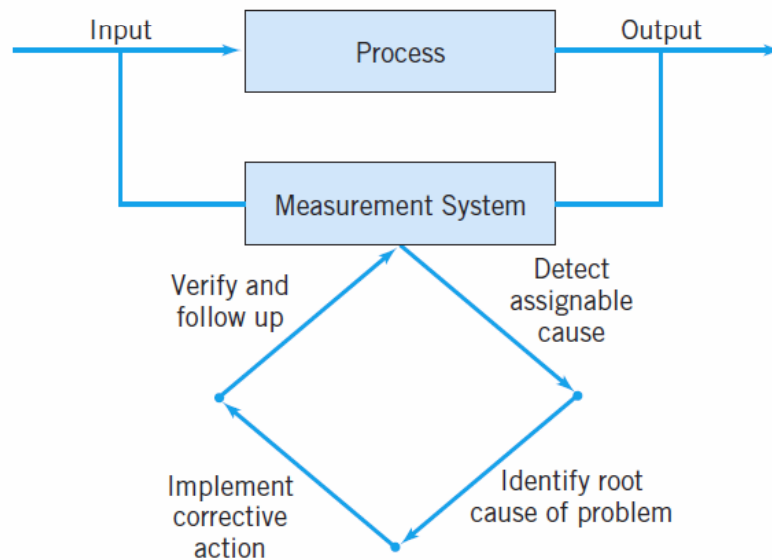 Input
Process
Output
Measurement System
Verify and
follow up
Detect
assignable
cause
Implement
corrective
action
Identify root
cause of problem